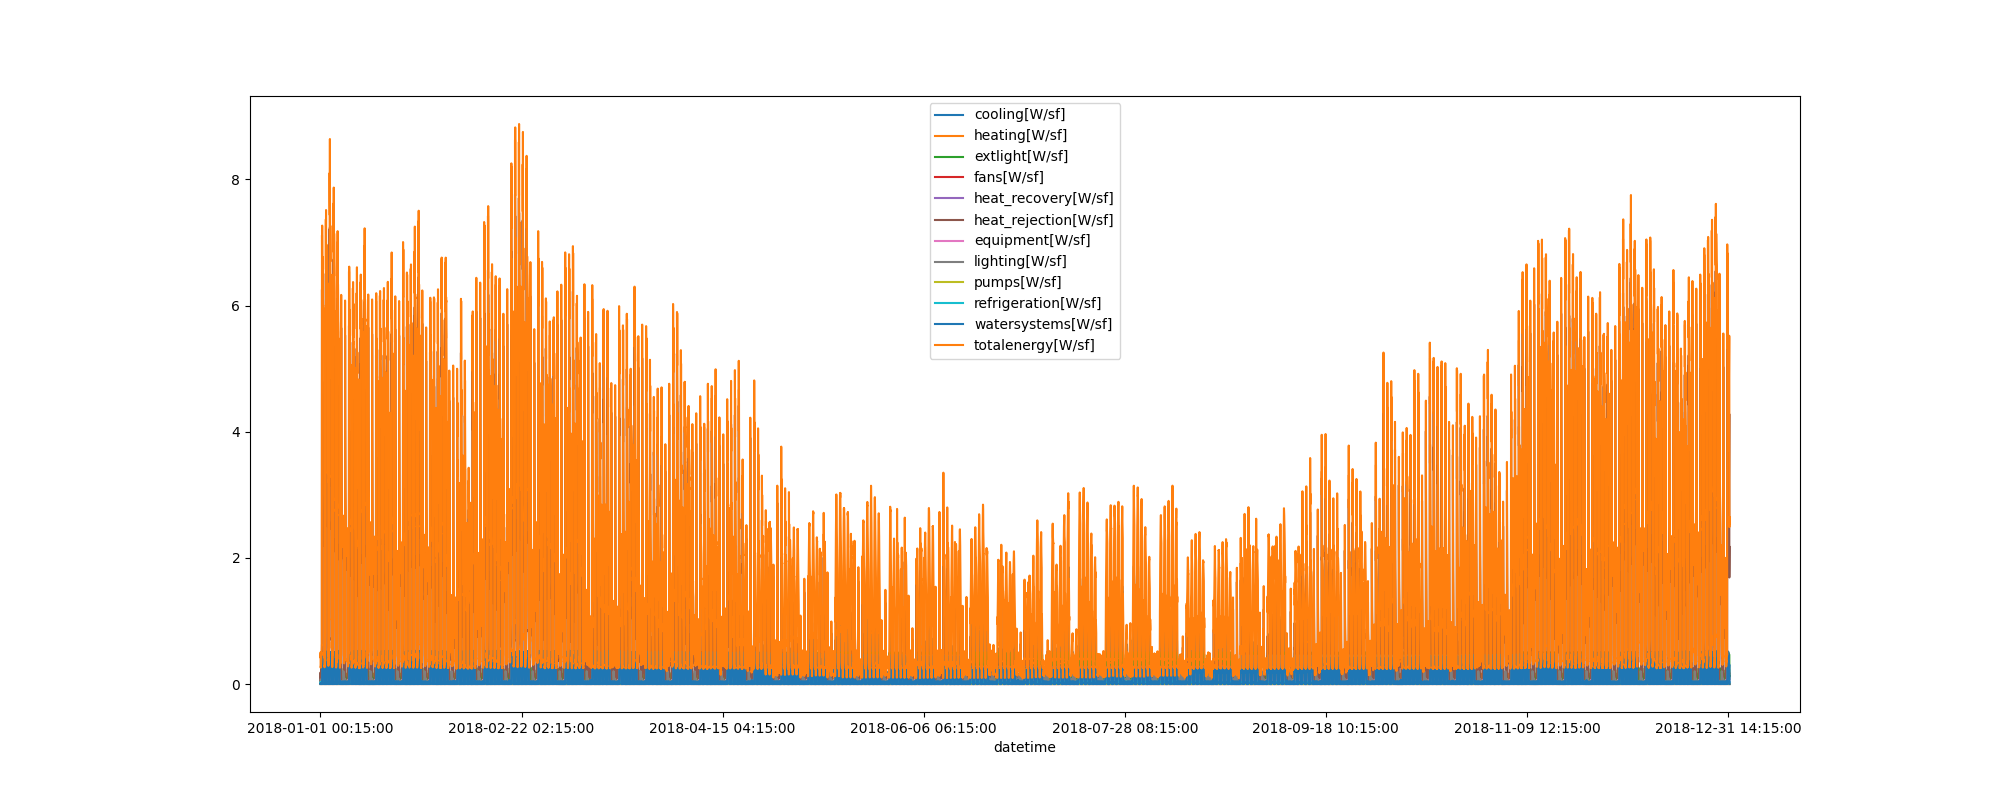 cooling[W/sf]
heating[W/sf]
extlight[W/sf]
fans[W/sf]
heat_recovery[W/sf]
heat_rejection[W/sf]
equipment[W/sf]
lighting[W/sf]
pumps[W/sf]
refrigeration[W/sf]
watersystems[W/sf]
totalenergy[W/sf]
8
6
4
2
0
2018-01-01 00:15:00 2018-02-22 02:15:00 2018-04-15 04:15:00 2018-06-06 06:15:00 2018-07-28 08:15:00 2018-09-18 10:15:00 2018-11-09 12:15:00 2018-12-31 14:15:00
datetime